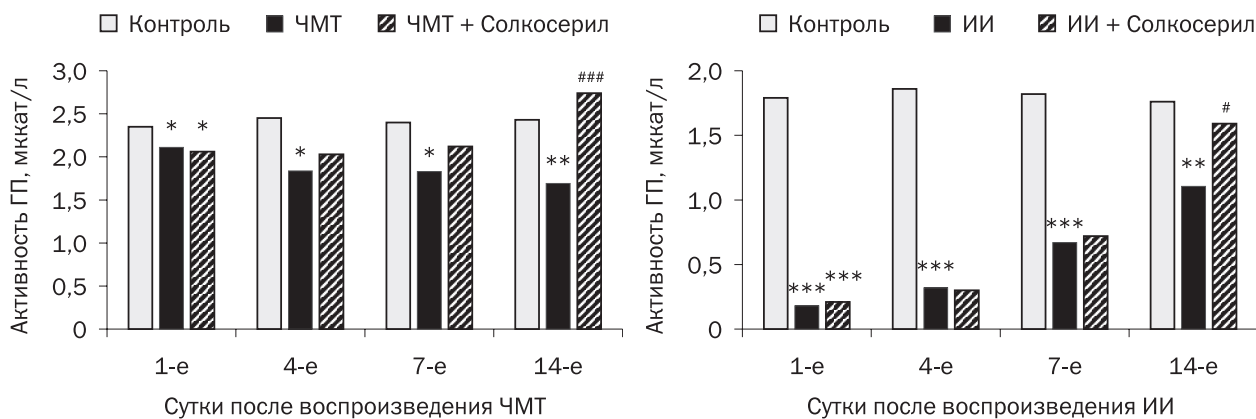 Контроль ЧМТ ЧМТ + Солкосерил
Активность ГП, мккат/л
3,0
2,5
2,0
1,5
1,0
0,5
0
* *
*
*
**
###
1-е 4-е 7-е 14-е
Сутки после воспроизведения ЧМТ
Контроль ИИ ИИ + Солкосерил
Активность ГП, мккат/л
2,0
1,5
1,0
0,5
0
*** ***
***
***
**
#
1-е 4-е 7-е 14-е
Сутки после воспроизведения ИИ